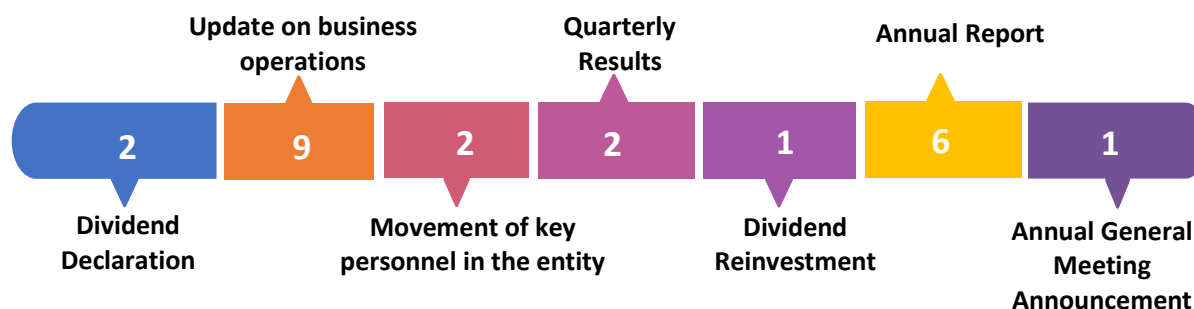 Update on business
operations
Quarterly
Results
Annual Report
2
9
2
2
1
6
1
Dividend
Declaration
Movement of key
personnel in the entity
Dividend
Reinvestment
Annual General
Meeting
Announcement